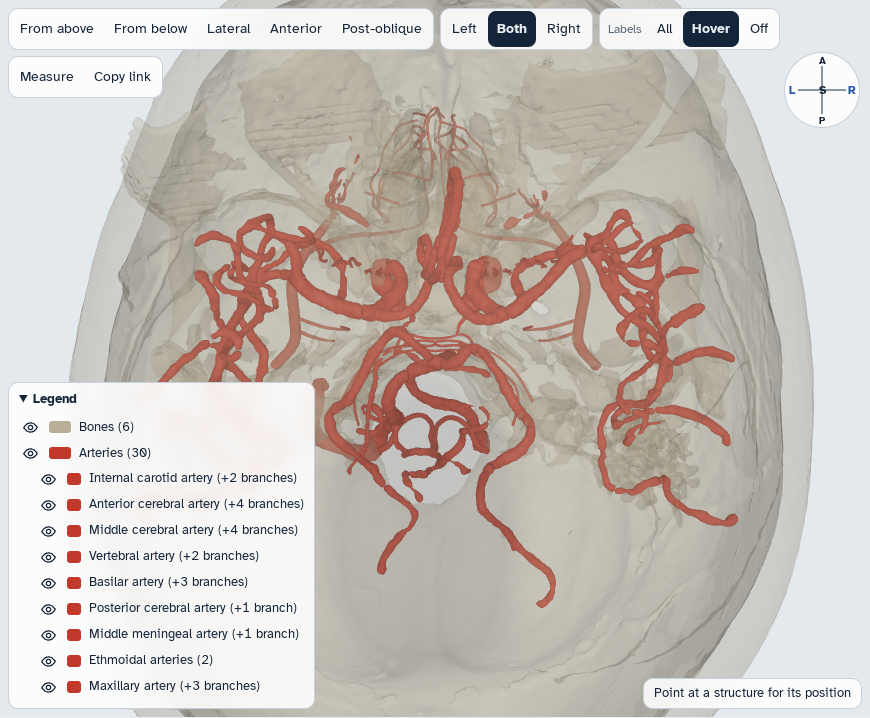 From above From below Lateral Anterior Post-oblique Left Both Right Labels All Hover Off
Measure Copy link
A
L S R
P
Legend
Bones (6)
Arteries (30)
Internal carotid artery (+2 branches)
Anterior cerebral artery (+4 branches)
Middle cerebral artery (+4 branches)
Vertebral artery (+2 branches)
Basilar artery (+3 branches)
Posterior cerebral artery (+1 branch)
Middle meningeal artery (+1 branch)
Ethmoidal arteries (2)
Maxillary artery (+3 branches)
Point at a structure for its position